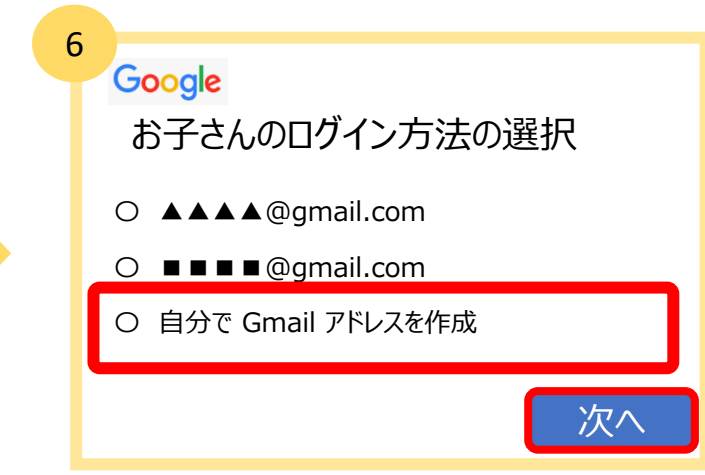 6
Google
お子さんのログイン方法の選択
〇 ▲▲▲▲@gmail.com
〇 ■■■■@gmail.com
〇 自分で Gmail アドレスを作成
次へ